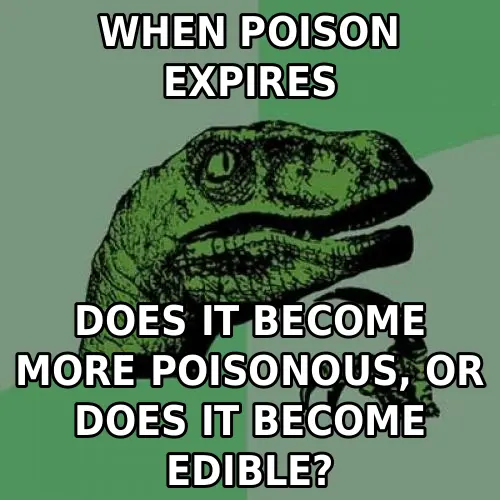 WHEN POISON
EXPIRES
DOES IT BECOME
MORE POISONOUS, OR
DOES IT BECOME
EDIBLE?